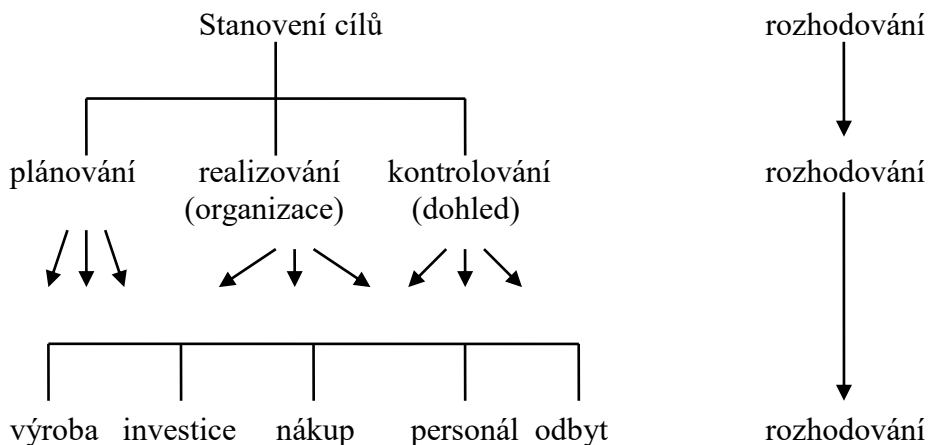 Stanovení cílů rozhodování
plánování realizování kontrolování rozhodování
(organizace) (dohled)
výroba investice nákup personál odbyt rozhodování